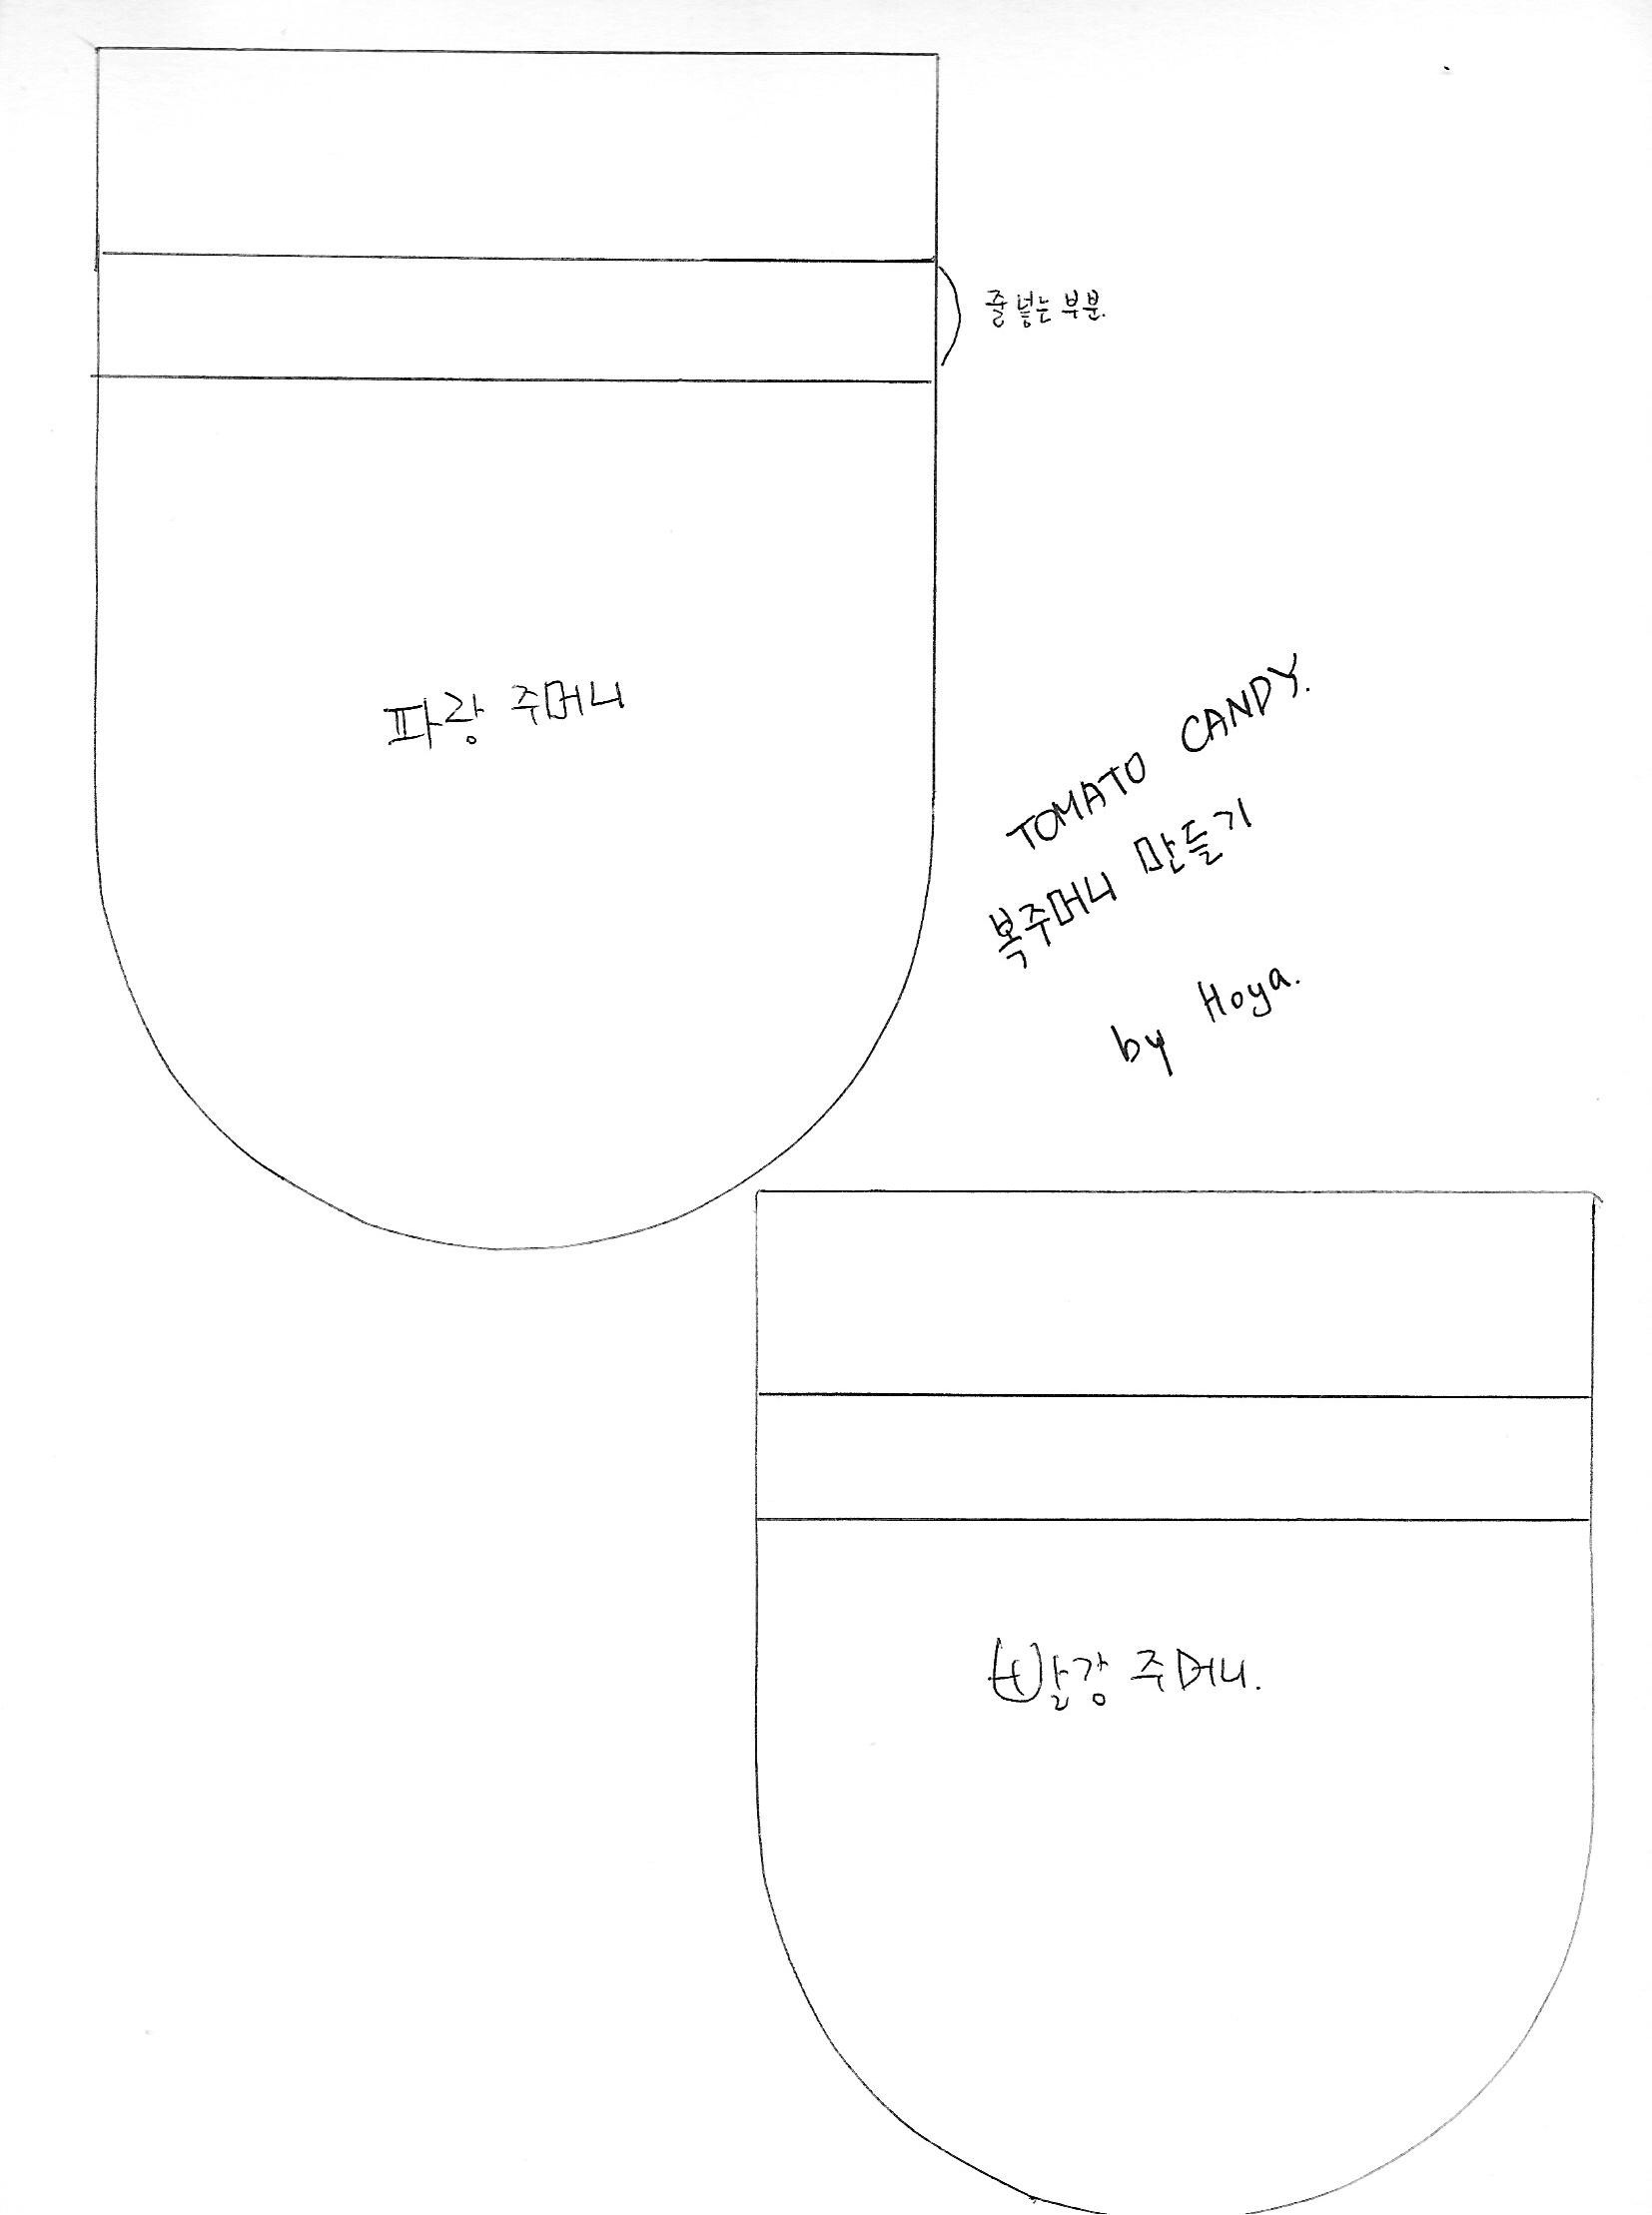 줄 넣는 부분.
파랑 주머니
TOMATO CANDY.
복주머니 만들기
by Hoya.
빨강 주머니.